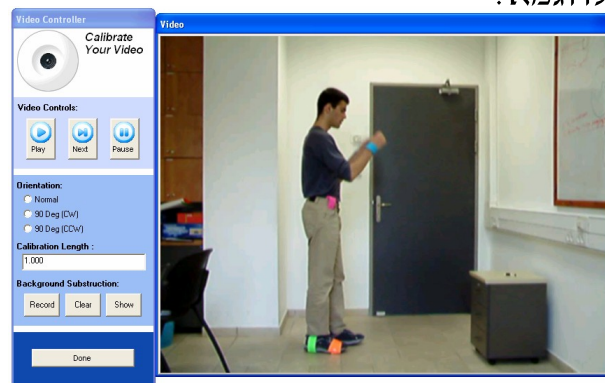 לדוגמא:
Video Controller
Video
Calibrate
Your Video
Video Controls:
Play
Next
Pause
Orientation:
Normal
90 Deg (CW)
90 Deg (CCW)
Calibration Length :
1.000
Background Substruction:
Record
Clear
Show
Done